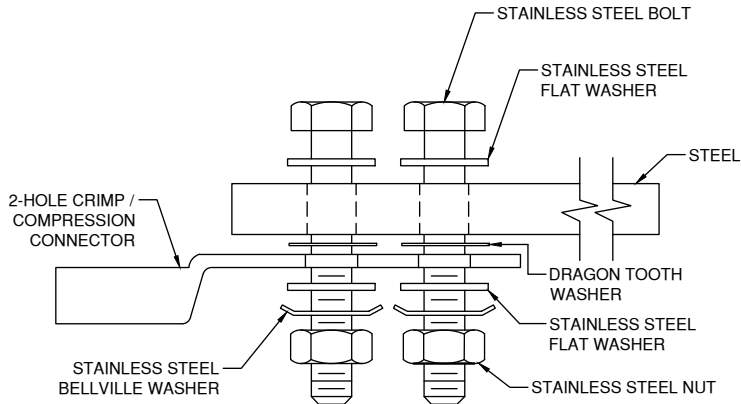 STAINLESS STEEL BOLT
STAINLESS STEEL
FLAT WASHER
STEEL
2-HOLE CRIMP /
COMPRESSION
CONNECTOR
DRAGON TOOTH
WASHER
STAINLESS STEEL
FLAT WASHER
STAINLESS STEEL
BELLVILLE WASHER
STAINLESS STEEL NUT